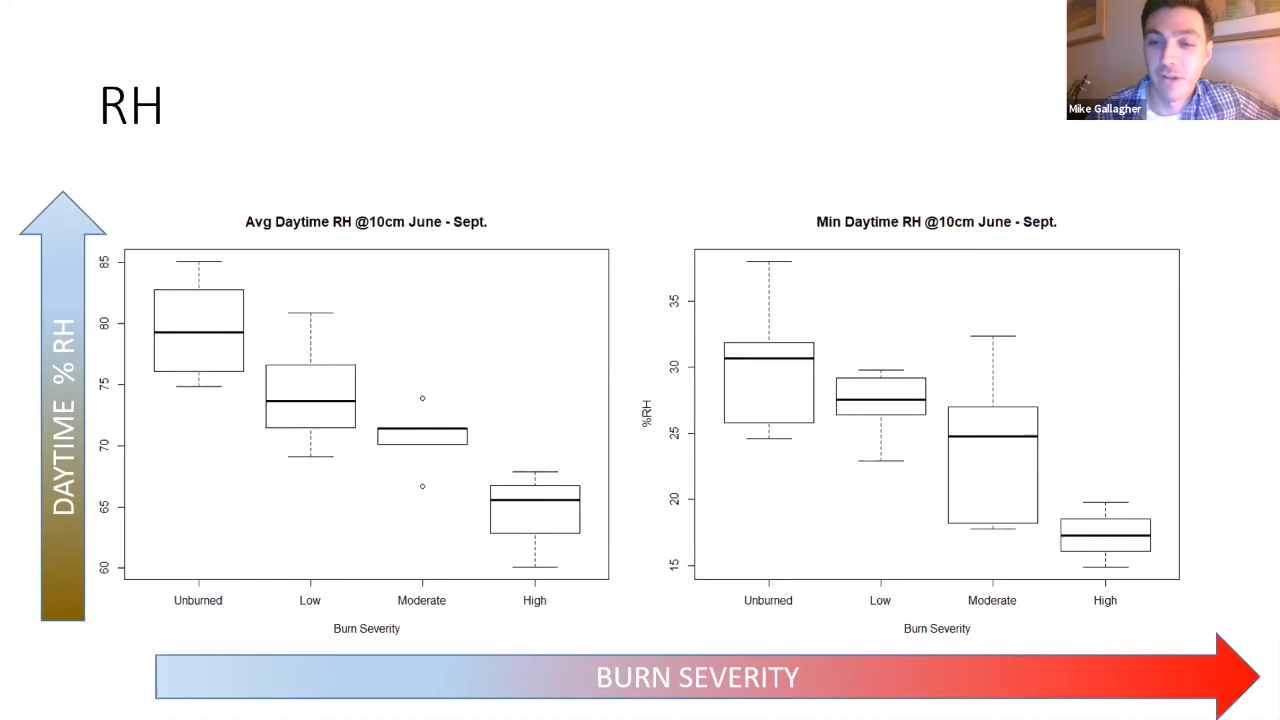 Mike Gallagher
RH
DAYTIME % RH
Avg Daytime RH @10cm June - Sept.
85
80
75
70
65
60
Unburned Low Moderate High
Burn Severity
Min Daytime RH @10cm June - Sept.
%RH
35
30
25
20
15
Unburned Low Moderate High
Burn Severity
BURN SEVERITY